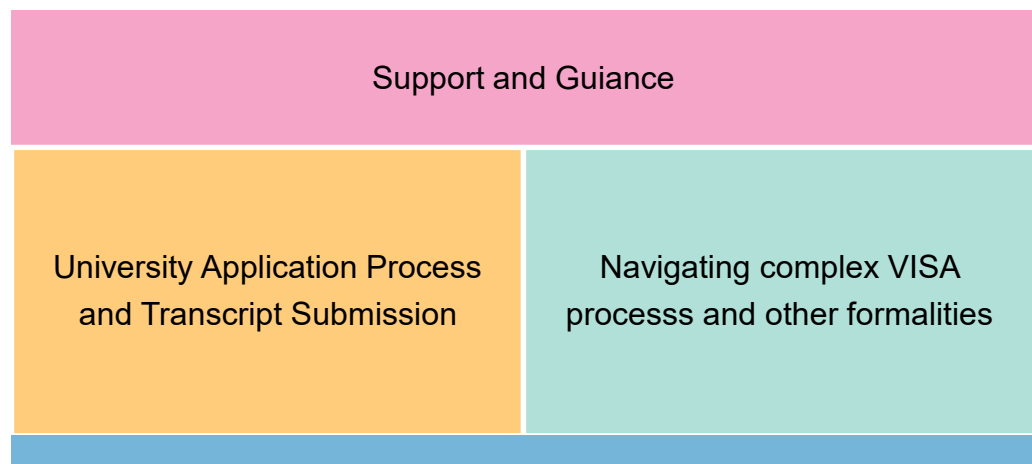 Support and Guiance
University Application Process
and Transcript Submission
Navigating complex VISA
processs and other formalities